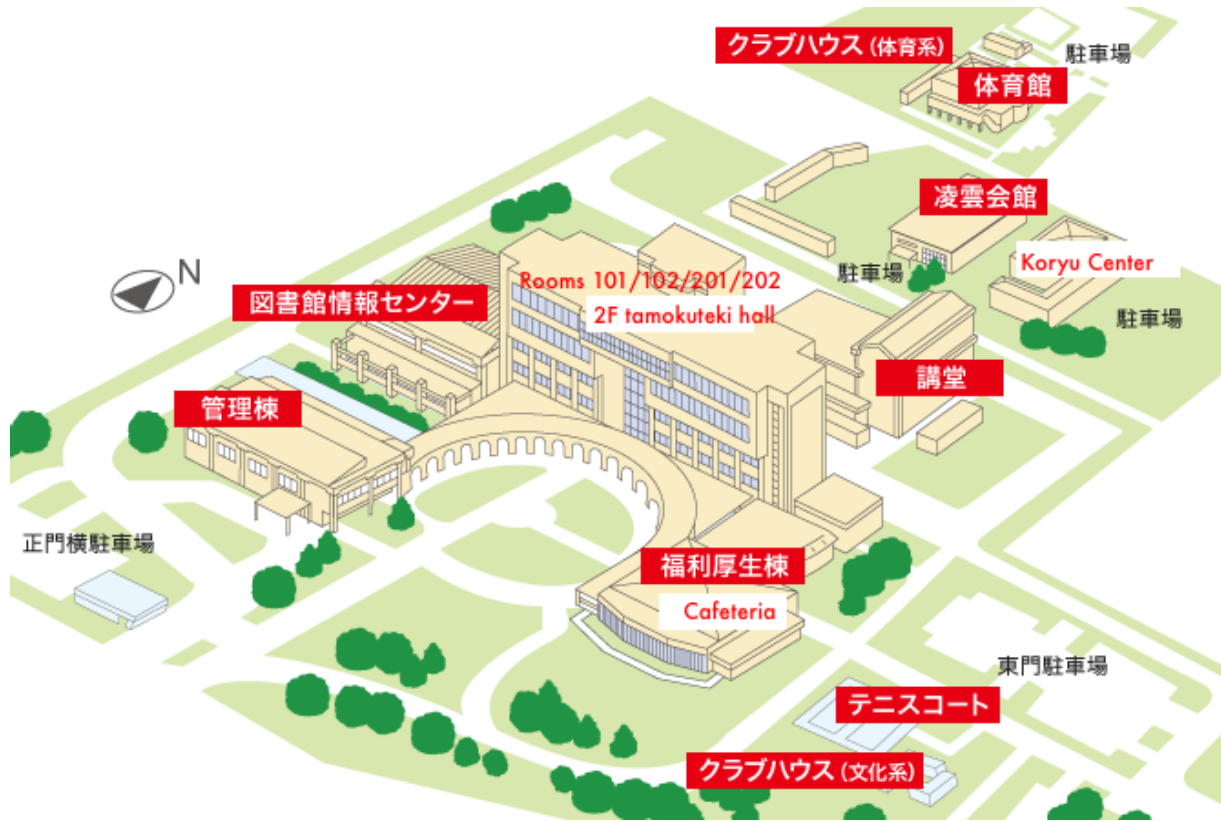 クラブハウス (体育系)
駐車場
体育館
凌雲会館
Koryu Center
駐車場
駐車場
N
Rooms 101/102/201/202
2F tamokuteki hall
図書館情報センター
講堂
管理棟
正門横駐車場
福利厚生棟
Cafeteria
東門駐車場
テニスコート
クラブハウス (文化系)